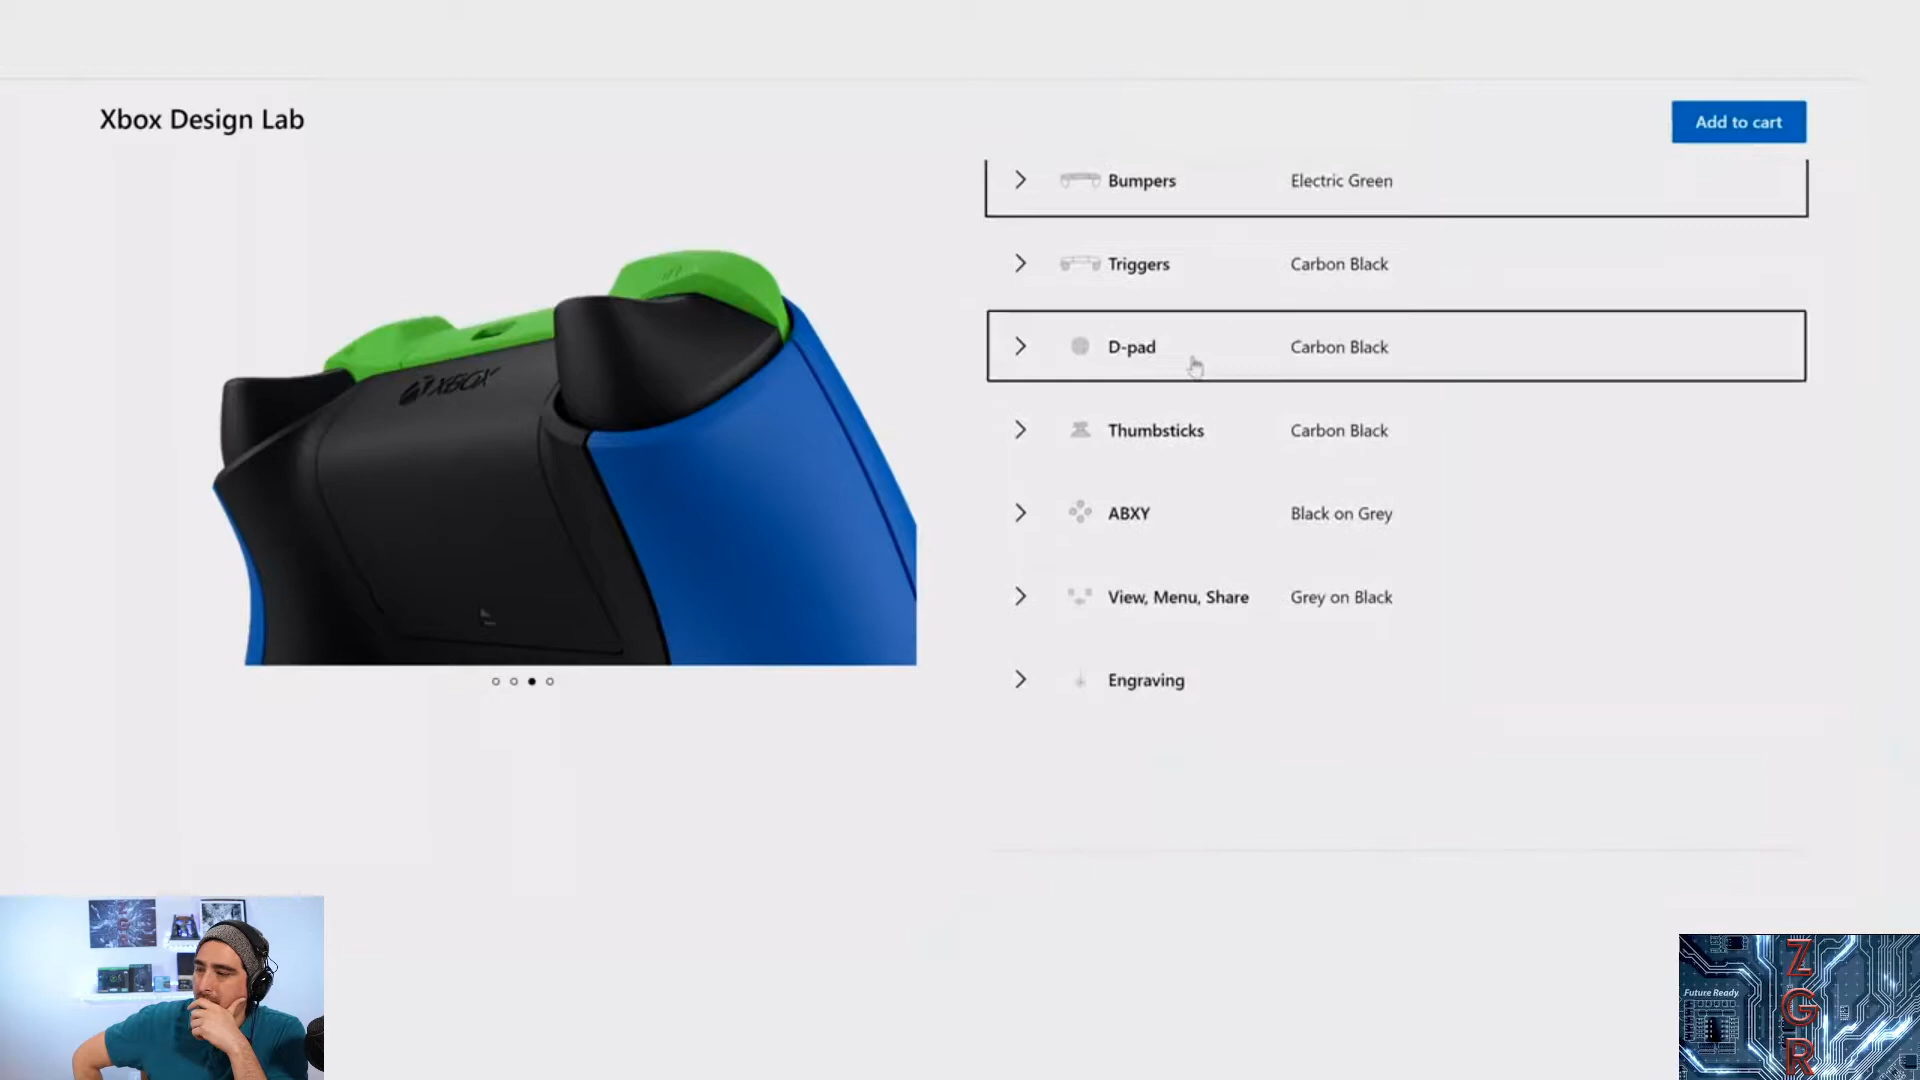 Xbox Design Lab
Add to cart
Bumpers Electric Green
Triggers Carbon Black
D-pad Carbon Black
Thumbsticks Carbon Black
ABXY Black on Grey
View, Menu, Share Grey on Black
Engraving
XBOX
Future Ready
ZGR